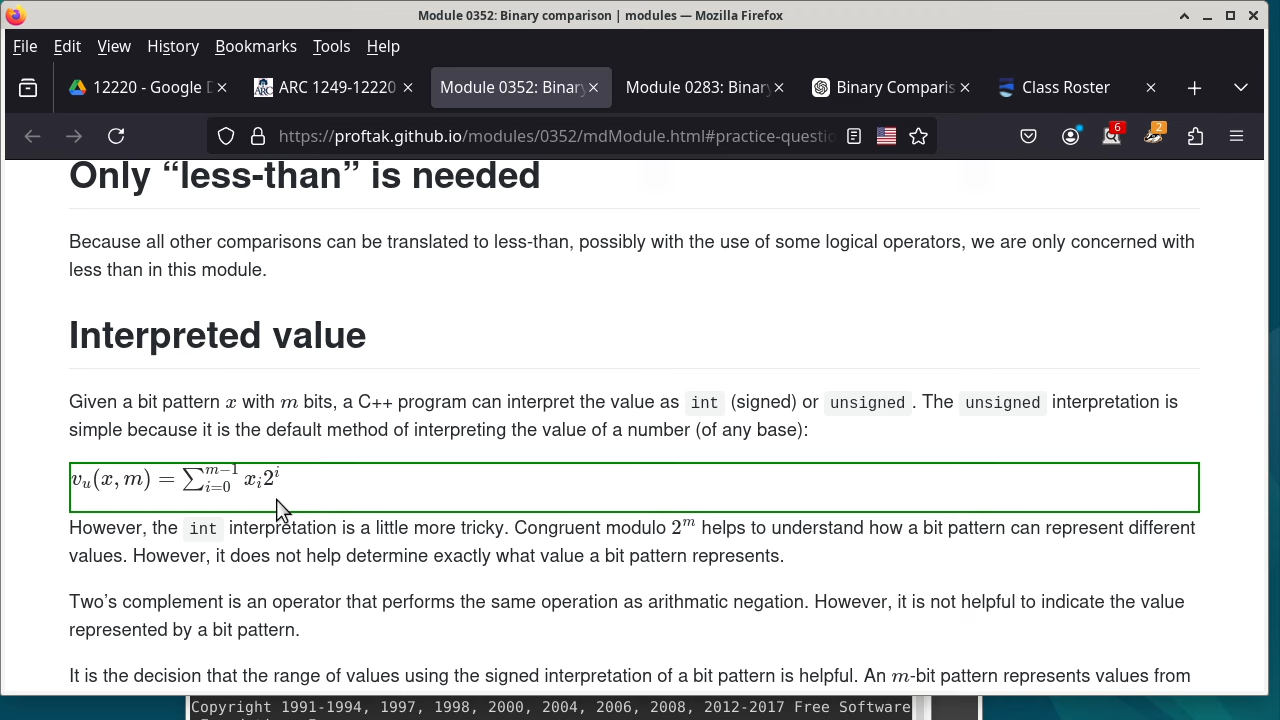 Module 0352: Binary comparison | modules — Mozilla Firefox
File Edit View History Bookmarks Tools Help
12220 - Google D ARC 1249-12220 Module 0352: Binary Module 0283: Binary Binary Comparis Class Roster
https://proftak.github.io/modules/0352/mdModule.html#practice-questio 6 2
Only “less-than” is needed
Because all other comparisons can be translated to less-than, possibly with the use of some logical operators, we are only concerned with
less than in this module.
Interpreted value
Given a bit pattern x with m bits, a C++ program can interpret the value as int (signed) or unsigned. The unsigned interpretation is
simple because it is the default method of interpreting the value of a number (of any base):
v_u(x, m) = ∑_{i=0}^{m−1} x_i 2^i
However, the int interpretation is a little more tricky. Congruent modulo 2^m helps to understand how a bit pattern can represent different
values. However, it does not help determine exactly what value a bit pattern represents.
Two’s complement is an operator that performs the same operation as arithmatic negation. However, it is not helpful to indicate the value
represented by a bit pattern.
It is the decision that the range of values using the signed interpretation of a bit pattern is helpful. An m-bit pattern represents values from
Copyright 1991-1994, 1997, 1998, 2000, 2004, 2006, 2008, 2012-2017 Free Software